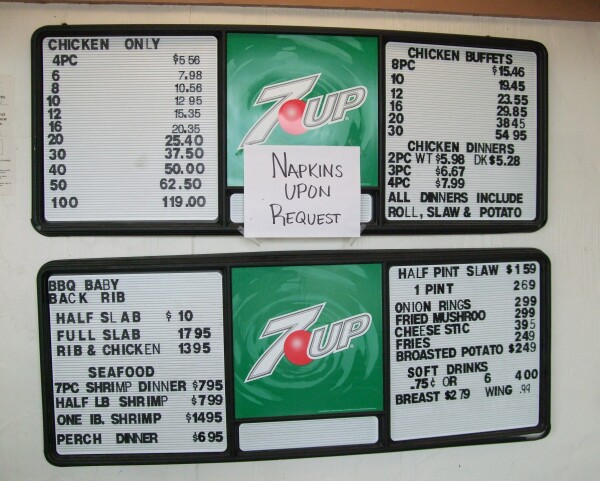 CHICKEN ONLY
4PC $5 56
6 7.98
8 10.56
10 12 95
12 15.35
16 20.35
20 25.40
30 37.50
40 50.00
50 62.50
100 119.00
7UP
NAPKINS
UPON
REQUEST
CHICKEN BUFFETS
8PC $15.46
10 19.45
12 23.55
16 29.85
20 3845
30 54 95
CHICKEN DINNERS
2PC WT $5.98 DK $5.28
3PC $6.67
4PC $7.99
ALL DINNERS INCLUDE
ROLL, SLAW & POTATO
BBQ BABY
BACK RIB
HALF SLAB $ 10
FULL SLAB 1795
RIB & CHICKEN 1395
SEAFOOD
7PC SHRIMP DINNER $795
HALF LB SHRIMP $799
ONE lB. SHRIMP $1495
PERCH DINNER $695
7UP
HALF PINT SLAW $159
1 PINT 269
ONION RINGS 299
FRIED MUSHROO 299
CHEESE STIC 395
FRIES 249
BROASTED POTATO $249
SOFT DRINKS
.75¢ OR 6 400
BREAST $279 WING .99